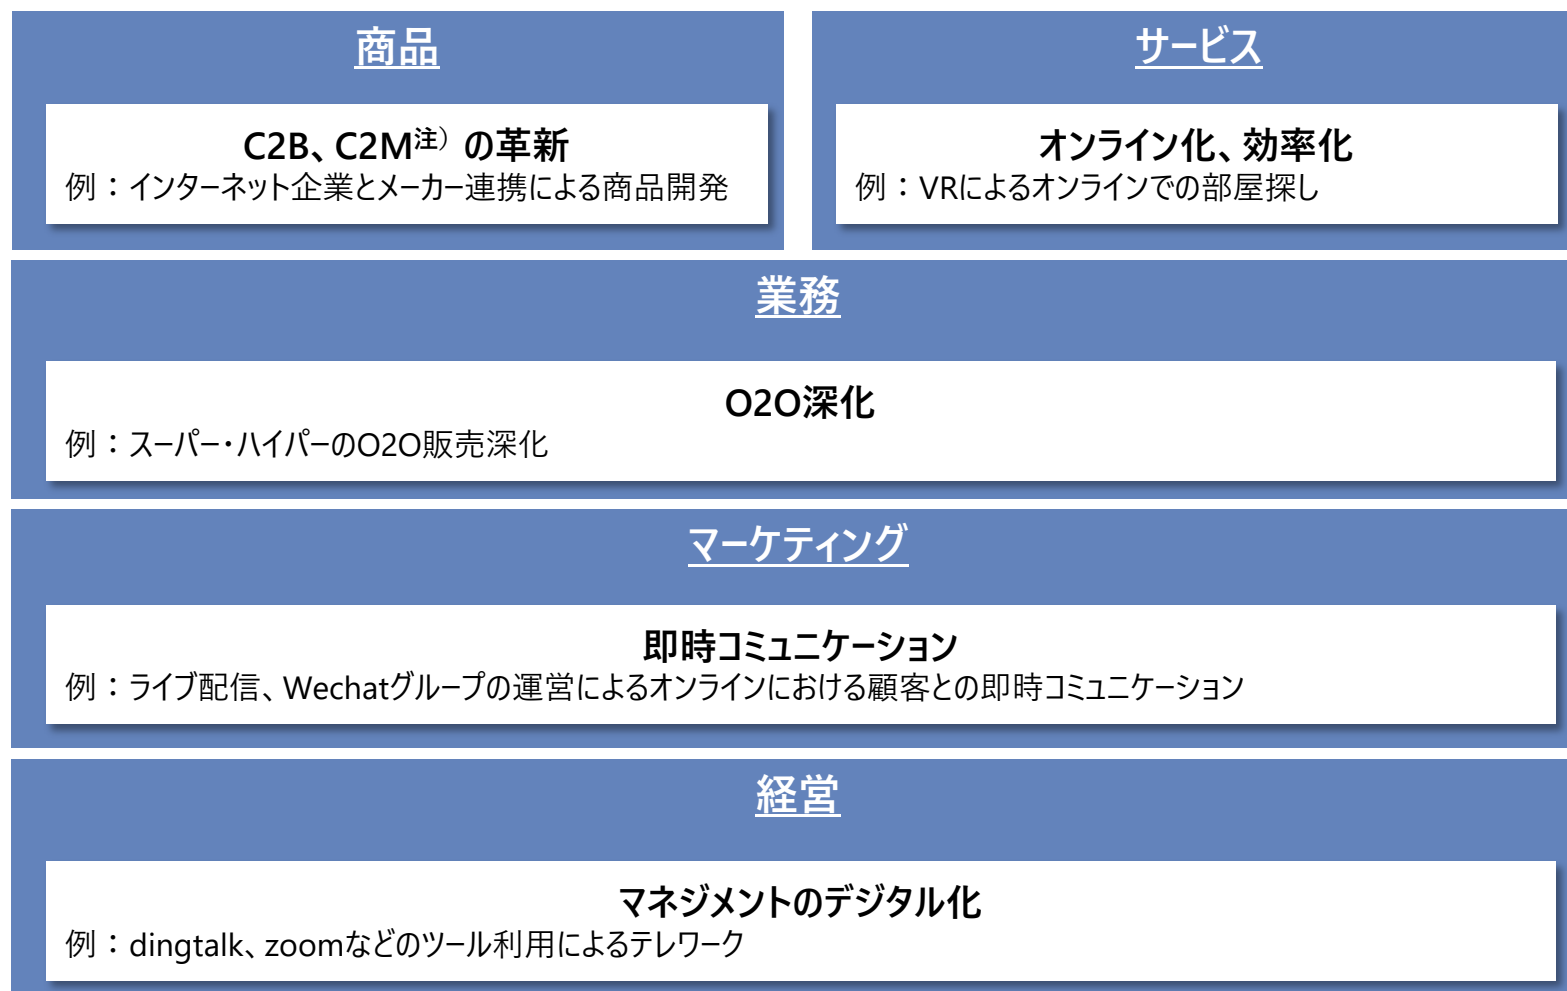 商品
C2B、C2M注）の革新
例：インターネット企業とメーカー連携による商品開発
サービス
オンライン化、効率化
例：VRによるオンラインでの部屋探し
業務
O2O深化
例：スーパー・ハイパーのO2O販売深化
マーケティング
即時コミュニケーション
例：ライブ配信、Wechatグループの運営によるオンラインにおける顧客との即時コミュニケーション
経営
マネジメントのデジタル化
例：dingtalk、zoomなどのツール利用によるテレワーク